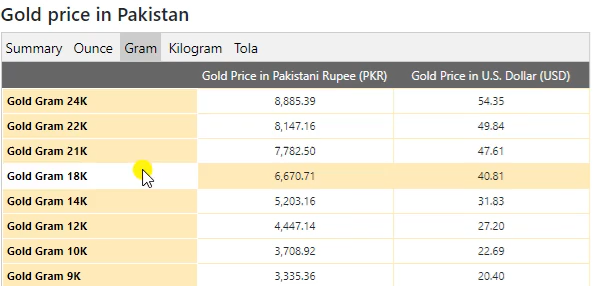 Gold price in Pakistan
Summary Ounce Gram Kilogram Tola
Gold Price in Pakistani Rupee (PKR) Gold Price in U.S. Dollar (USD)
Gold Gram 24K 8,885.39 54.35
Gold Gram 22K 8,147.16 49.84
Gold Gram 21K 7,782.50 47.61
Gold Gram 18K 6,670.71 40.81
Gold Gram 14K 5,203.16 31.83
Gold Gram 12K 4,447.14 27.20
Gold Gram 10K 3,708.92 22.69
Gold Gram 9K 3,335.36 20.40